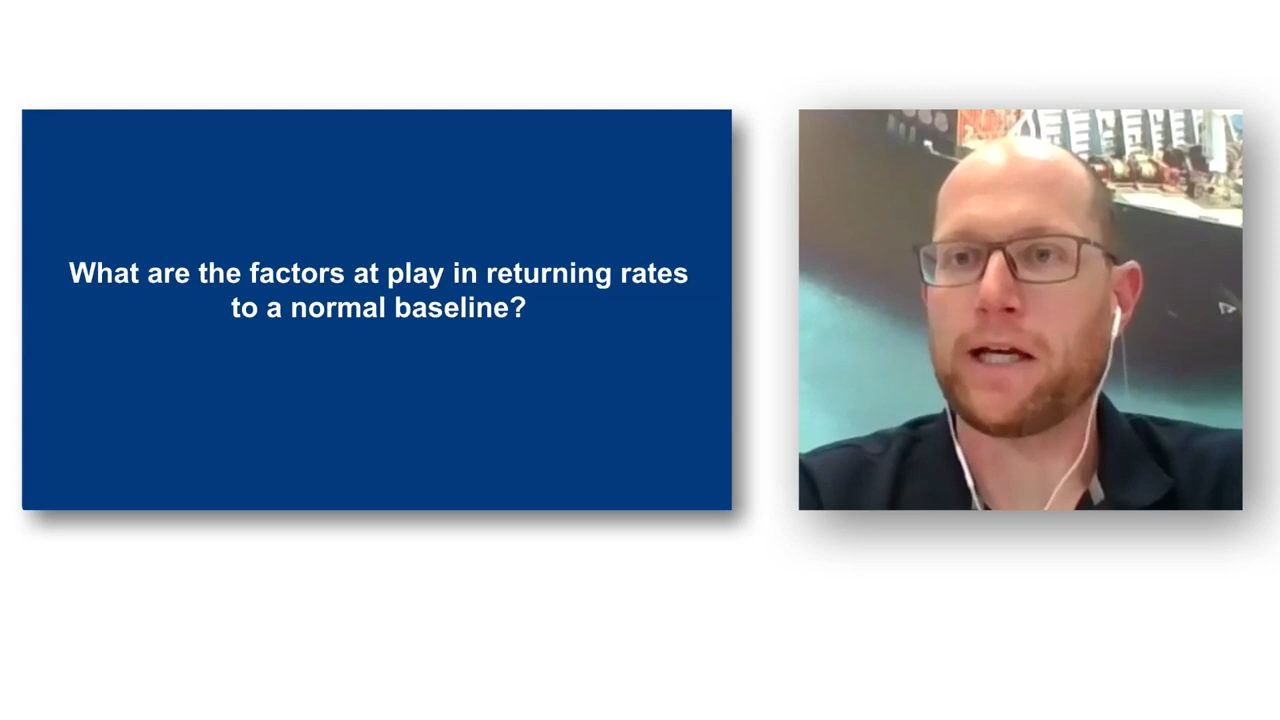 What are the factors at play in returning rates
to a normal baseline?